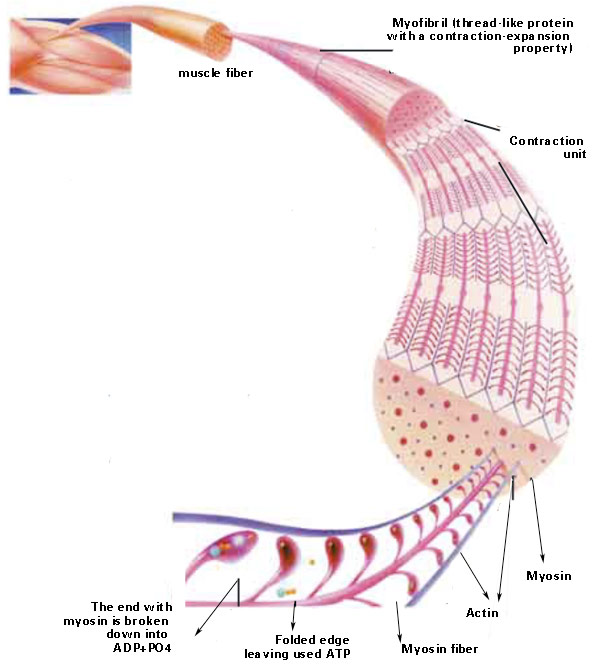 Myofibril (thread-like protein
with a contraction-expansion
property)
muscle fiber
Contraction
unit
Myosin
Actin
The end with
myosin is broken
down into
ADP+PO4
Folded edge
leaving used ATP
Myosin fiber